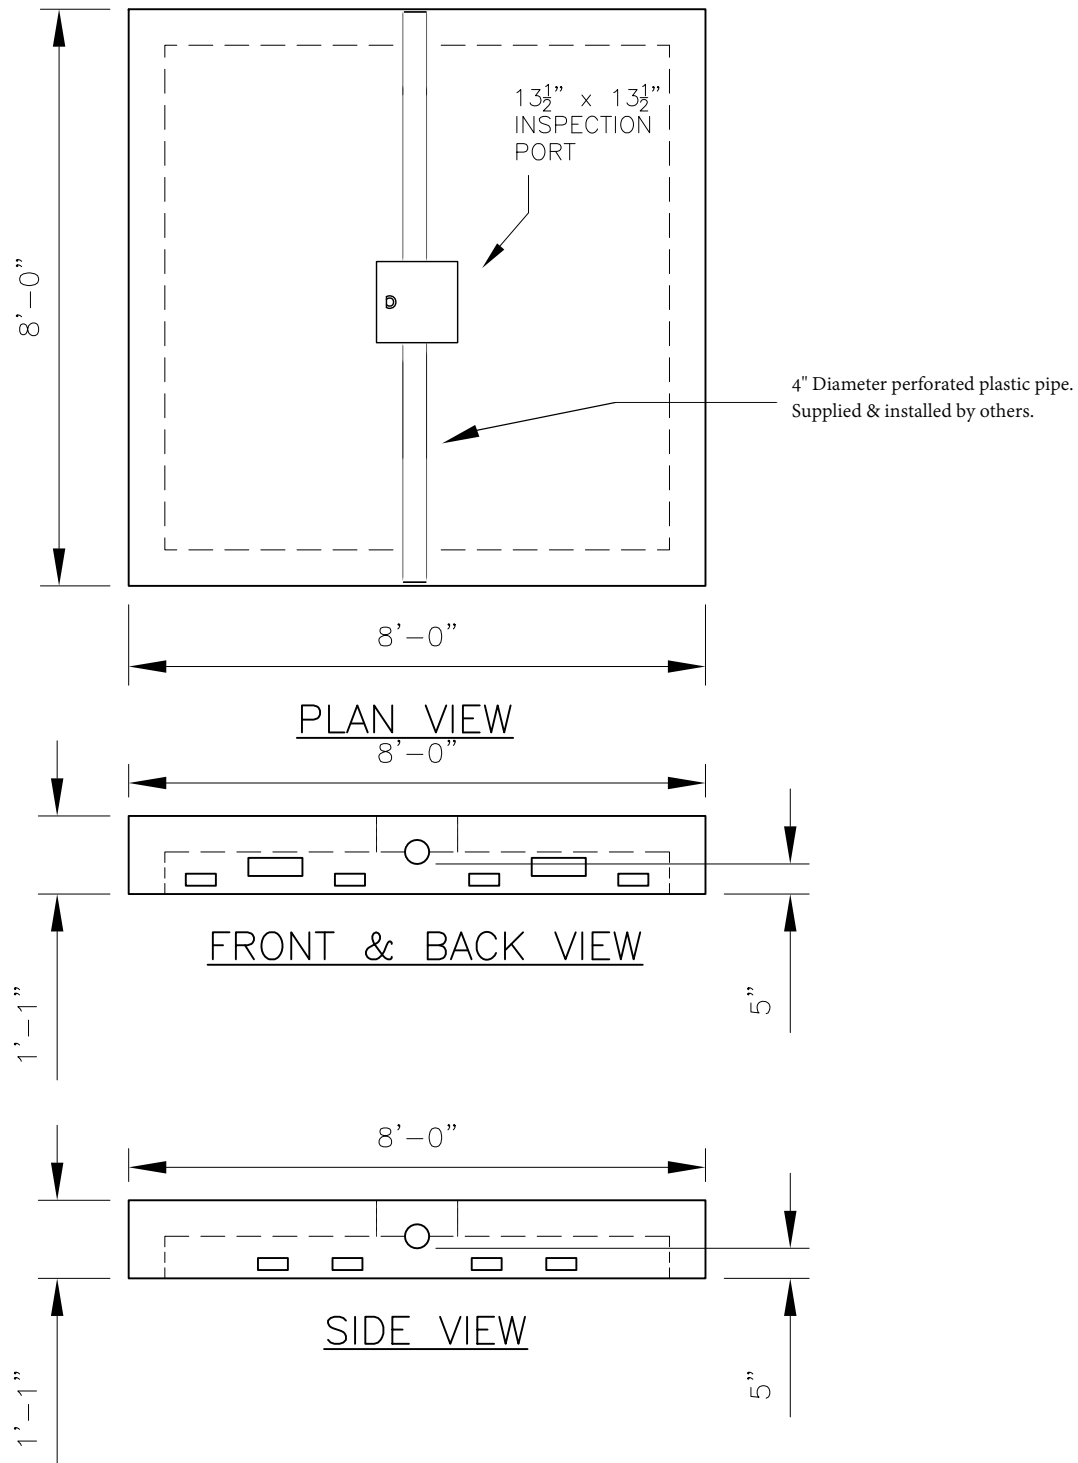 13½” x 13½”
INSPECTION
PORT
8’–0”
4" Diameter perforated plastic pipe.
Supplied & installed by others.
8’–0”
PLAN VIEW
8’–0”
FRONT & BACK VIEW
1’–1”
5”
8’–0”
SIDE VIEW
1’–1”
5”